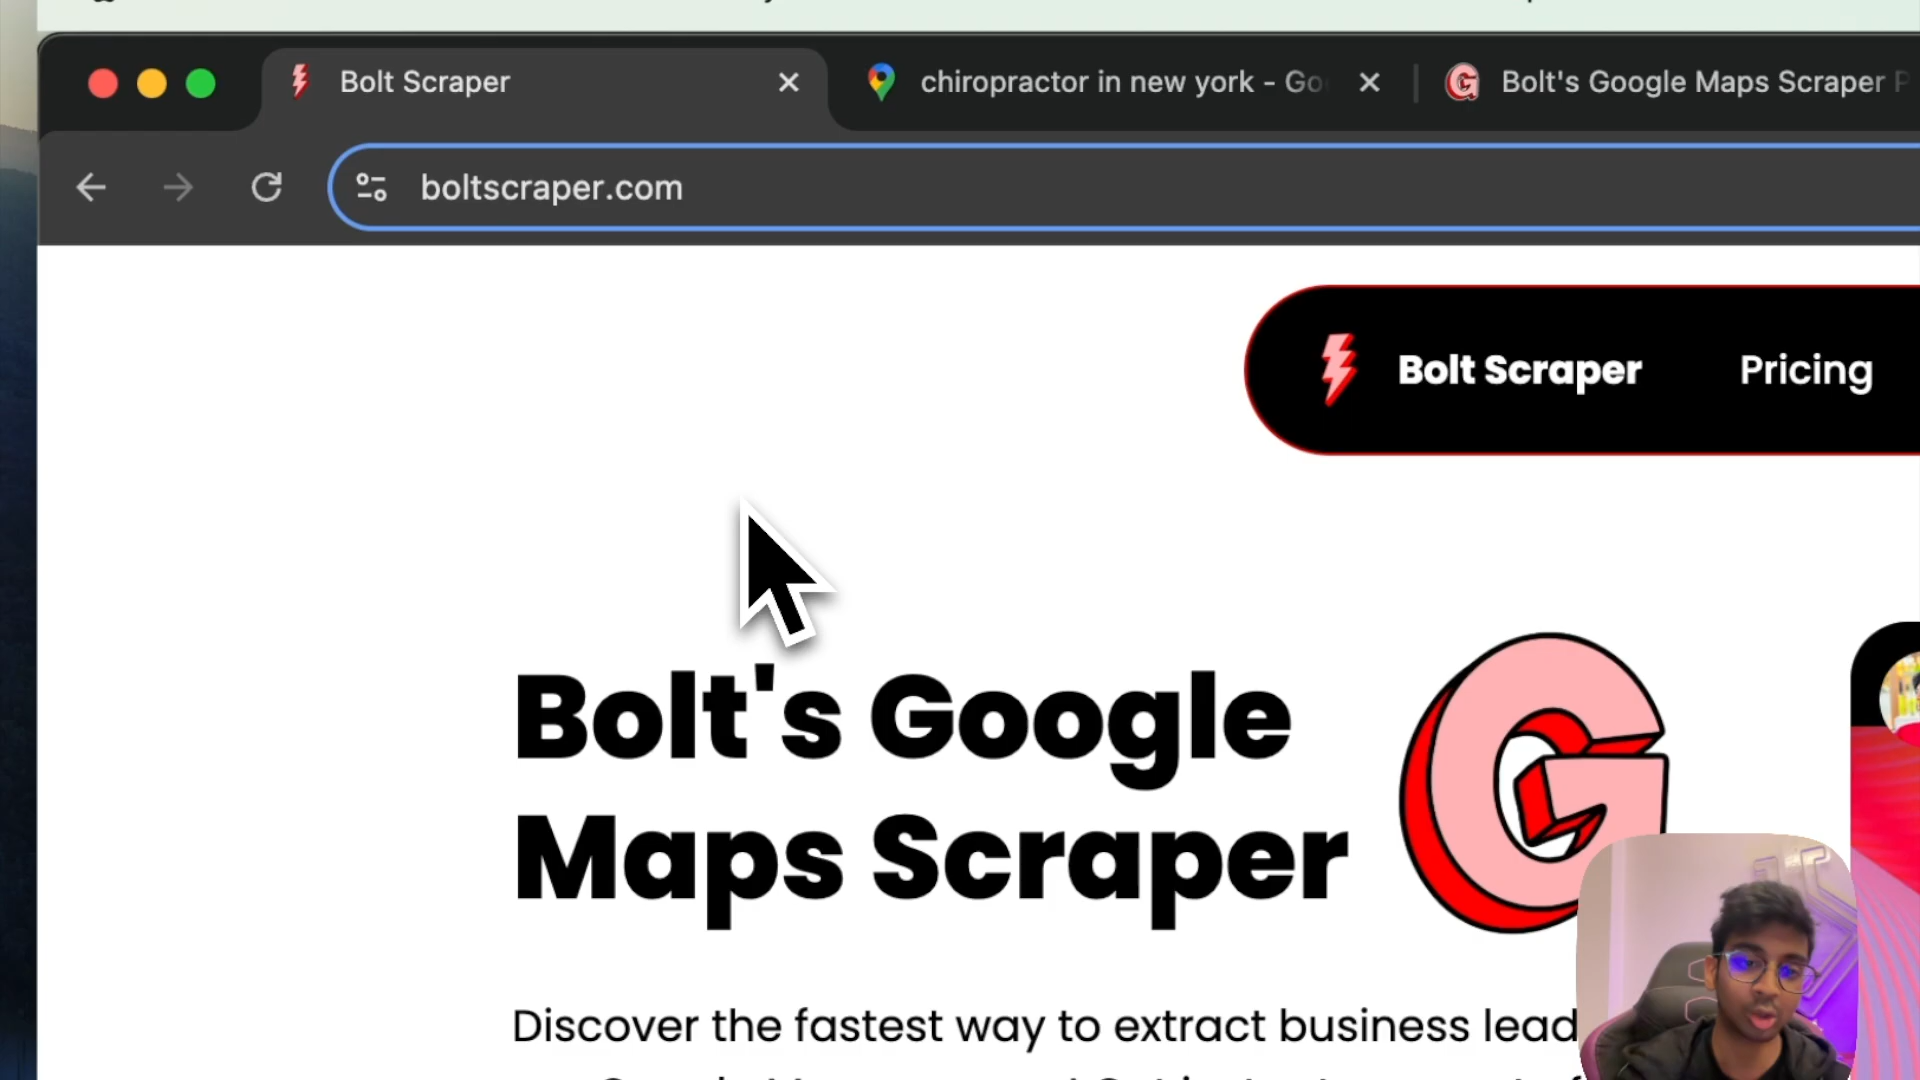 Bolt Scraper
chiropractor in new york - Go
Bolt's Google Maps Scraper P
boltscraper.com
Bolt Scraper
Pricing
Bolt's Google
Maps Scraper
G
Discover the fastest way to extract business lead